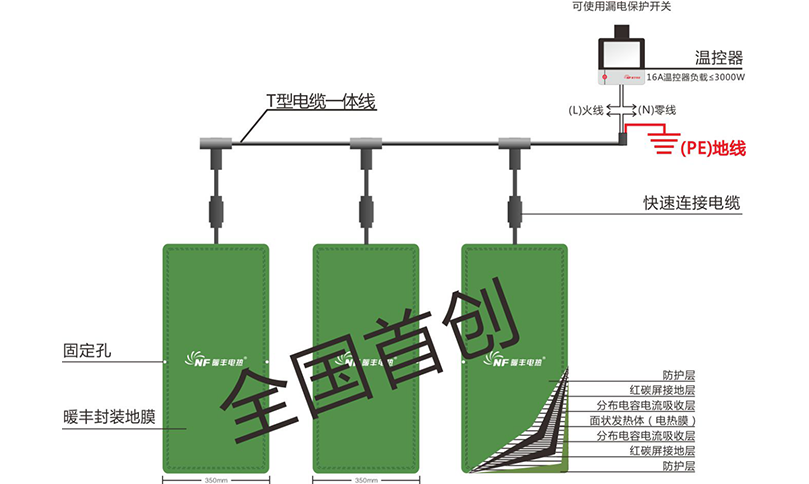 可使用漏电保护开关
温控器
16A温控器负载≤3000W
T型电缆一体线
(L)火线
(N)零线
(PE)地线
快速连接电缆
固定孔
暖丰封装地膜
NF 暖丰电热
NF 暖丰电热
NF 暖丰电热
全国首创
防护层
红碳屏接地层
分布电容电流吸收层
面状发热体（电热膜）
分布电容电流吸收层
红碳屏接地层
防护层
350mm
350mm